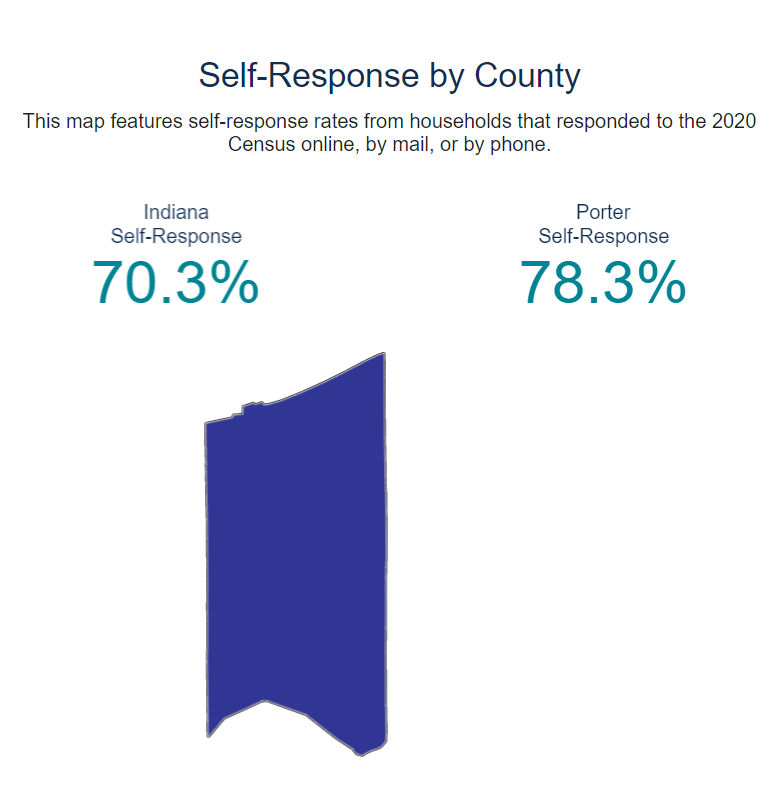 Self-Response by County
This map features self-response rates from households that responded to the 2020
Census online, by mail, or by phone.
Indiana
Self-Response
70.3%
Porter
Self-Response
78.3%